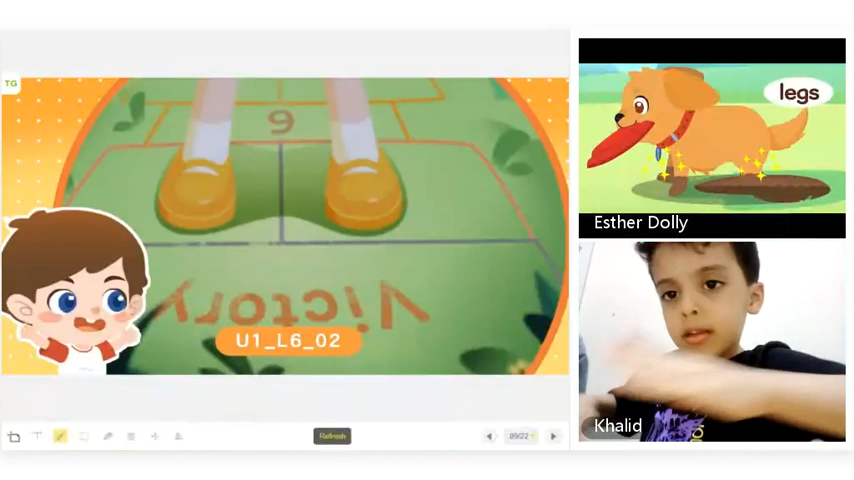 TG
6
Victory
U1_L6_02
legs
Esther Dolly
Khalid
Refresh